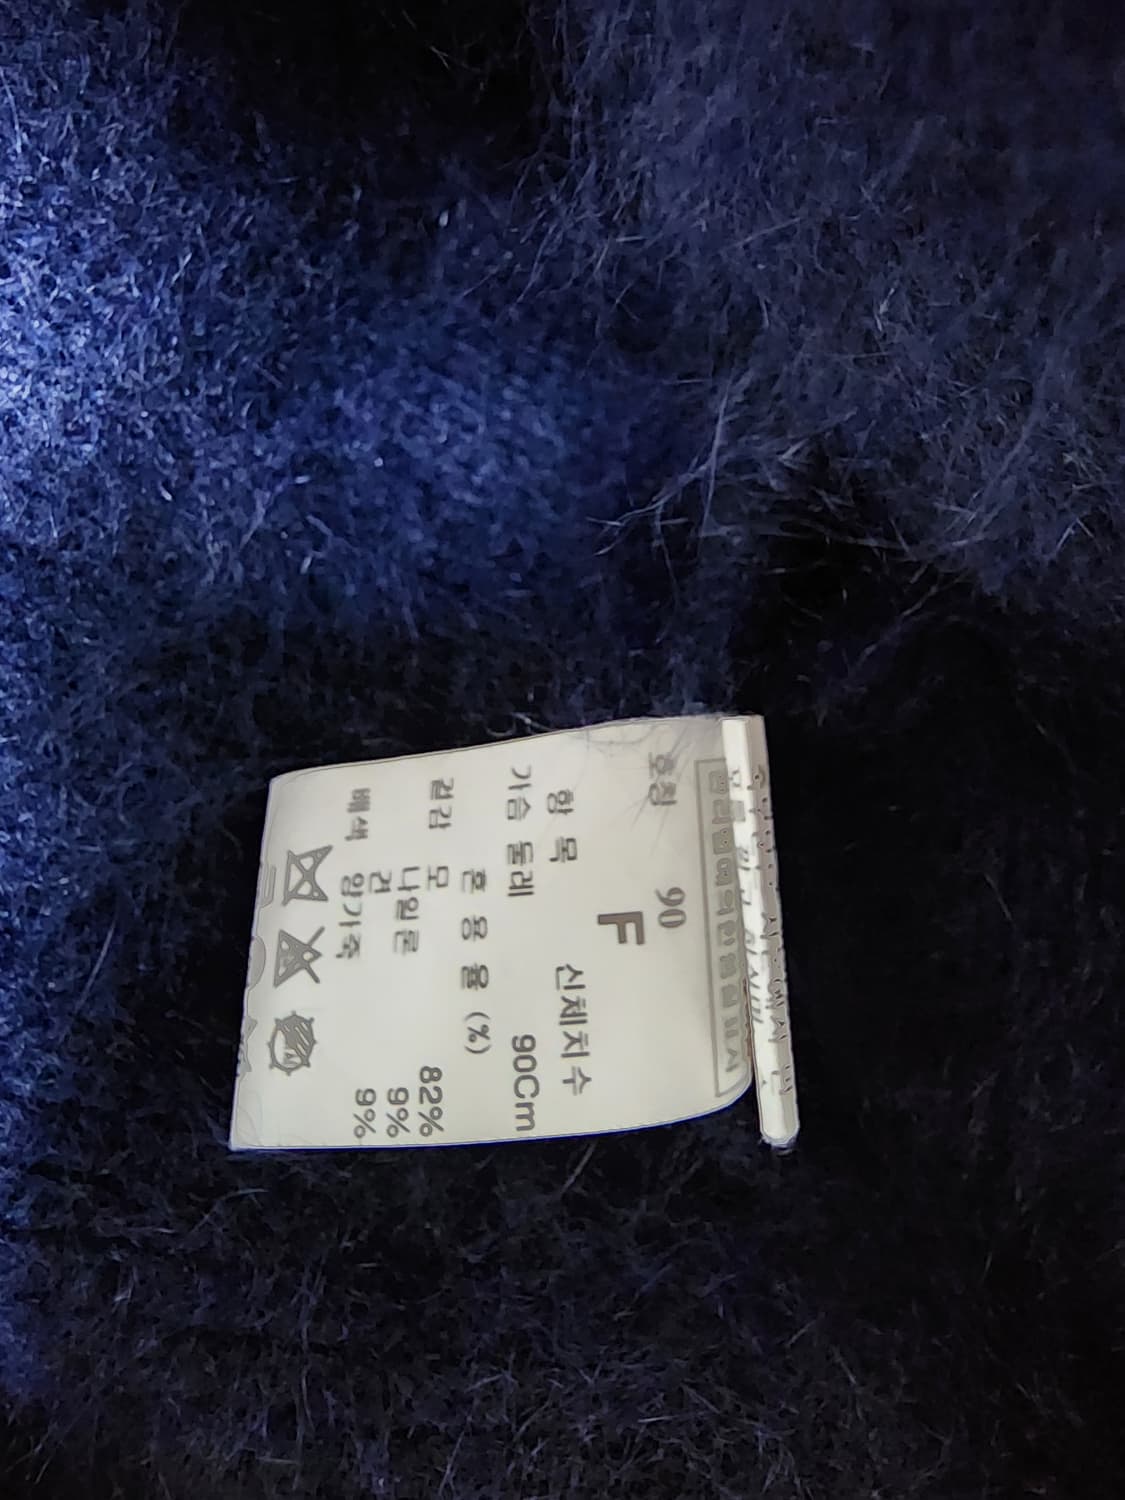 호칭 90
F
항 목 신체치수
가슴 둘레 90Cm
혼 용 율 (%)
겉감 모 82%
나일론 9%
견 9%
배색 양가죽